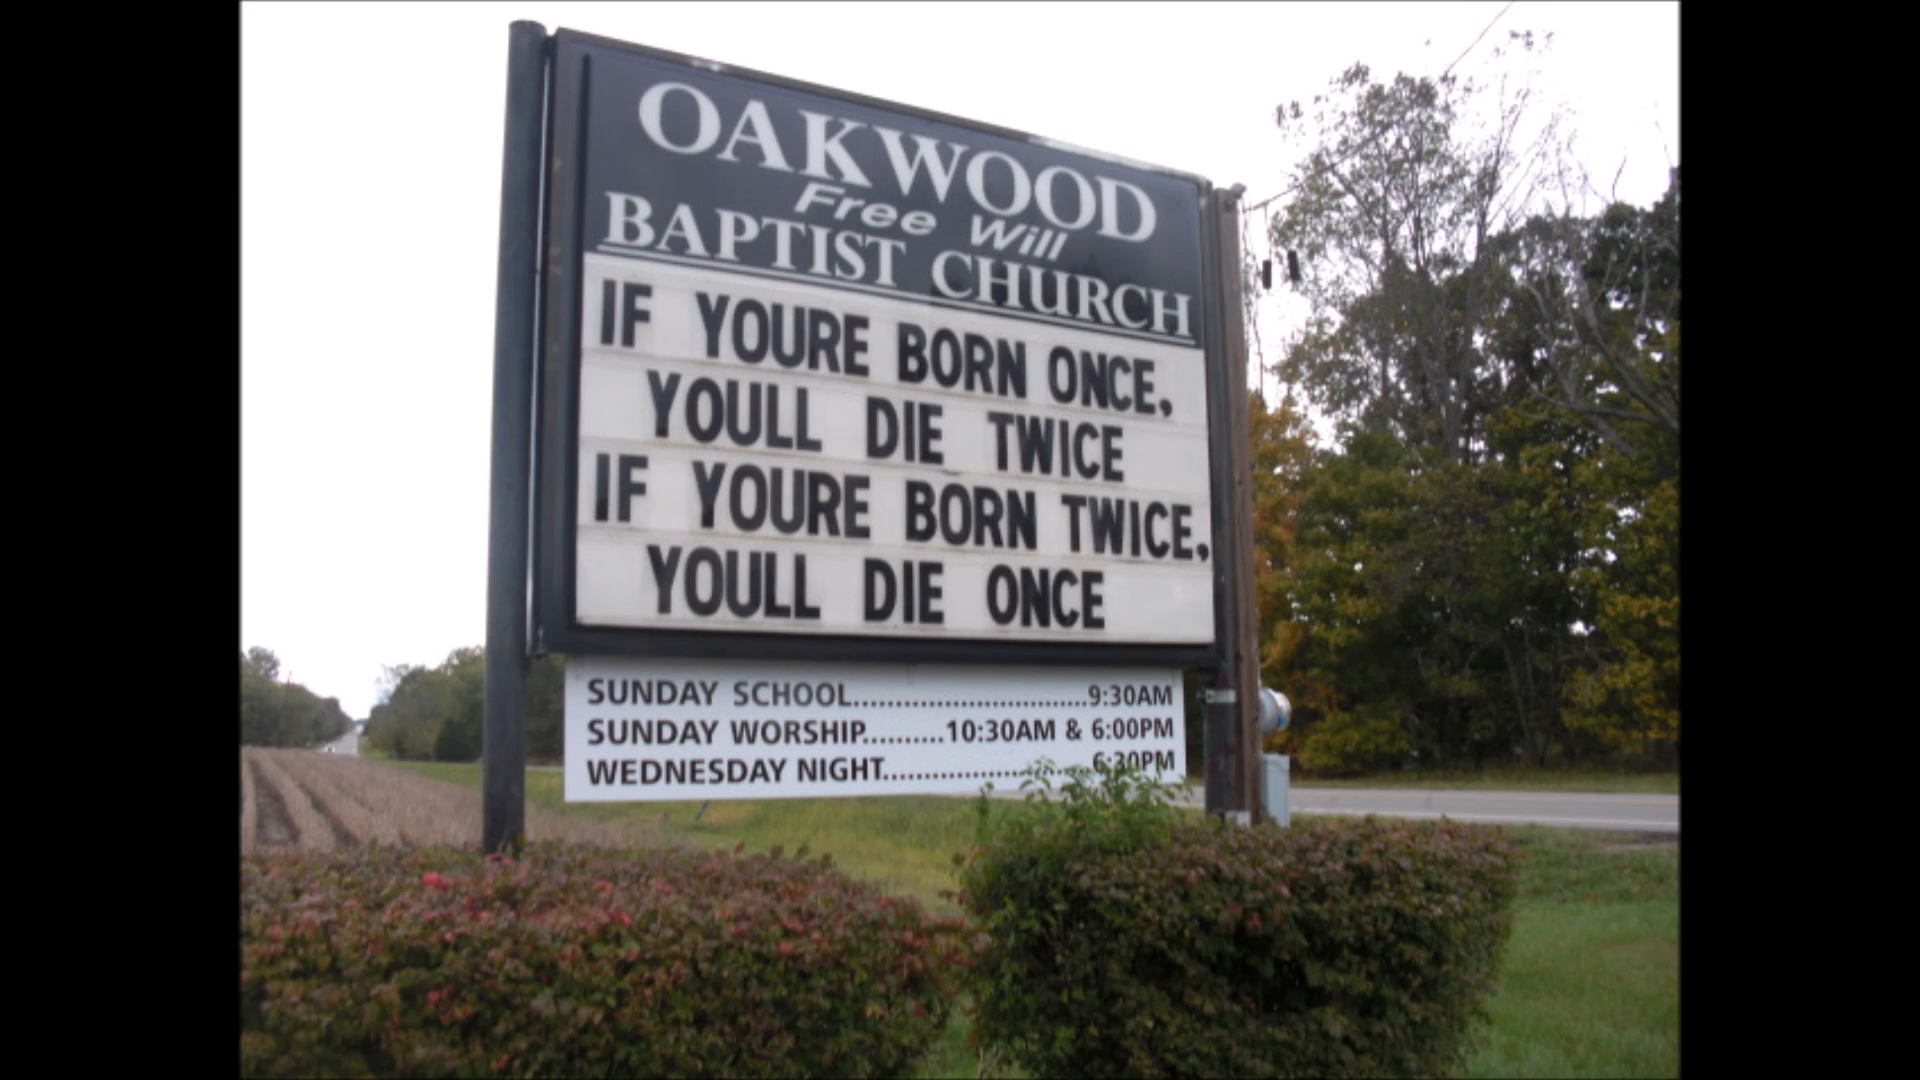 OAKWOOD
Free Will
BAPTIST CHURCH
IF YOURE BORN ONCE,
YOULL DIE TWICE
IF YOURE BORN TWICE,
YOULL DIE ONCE
SUNDAY SCHOOL............................9:30AM
SUNDAY WORSHIP..........10:30AM & 6:00PM
WEDNESDAY NIGHT.........................6:30PM